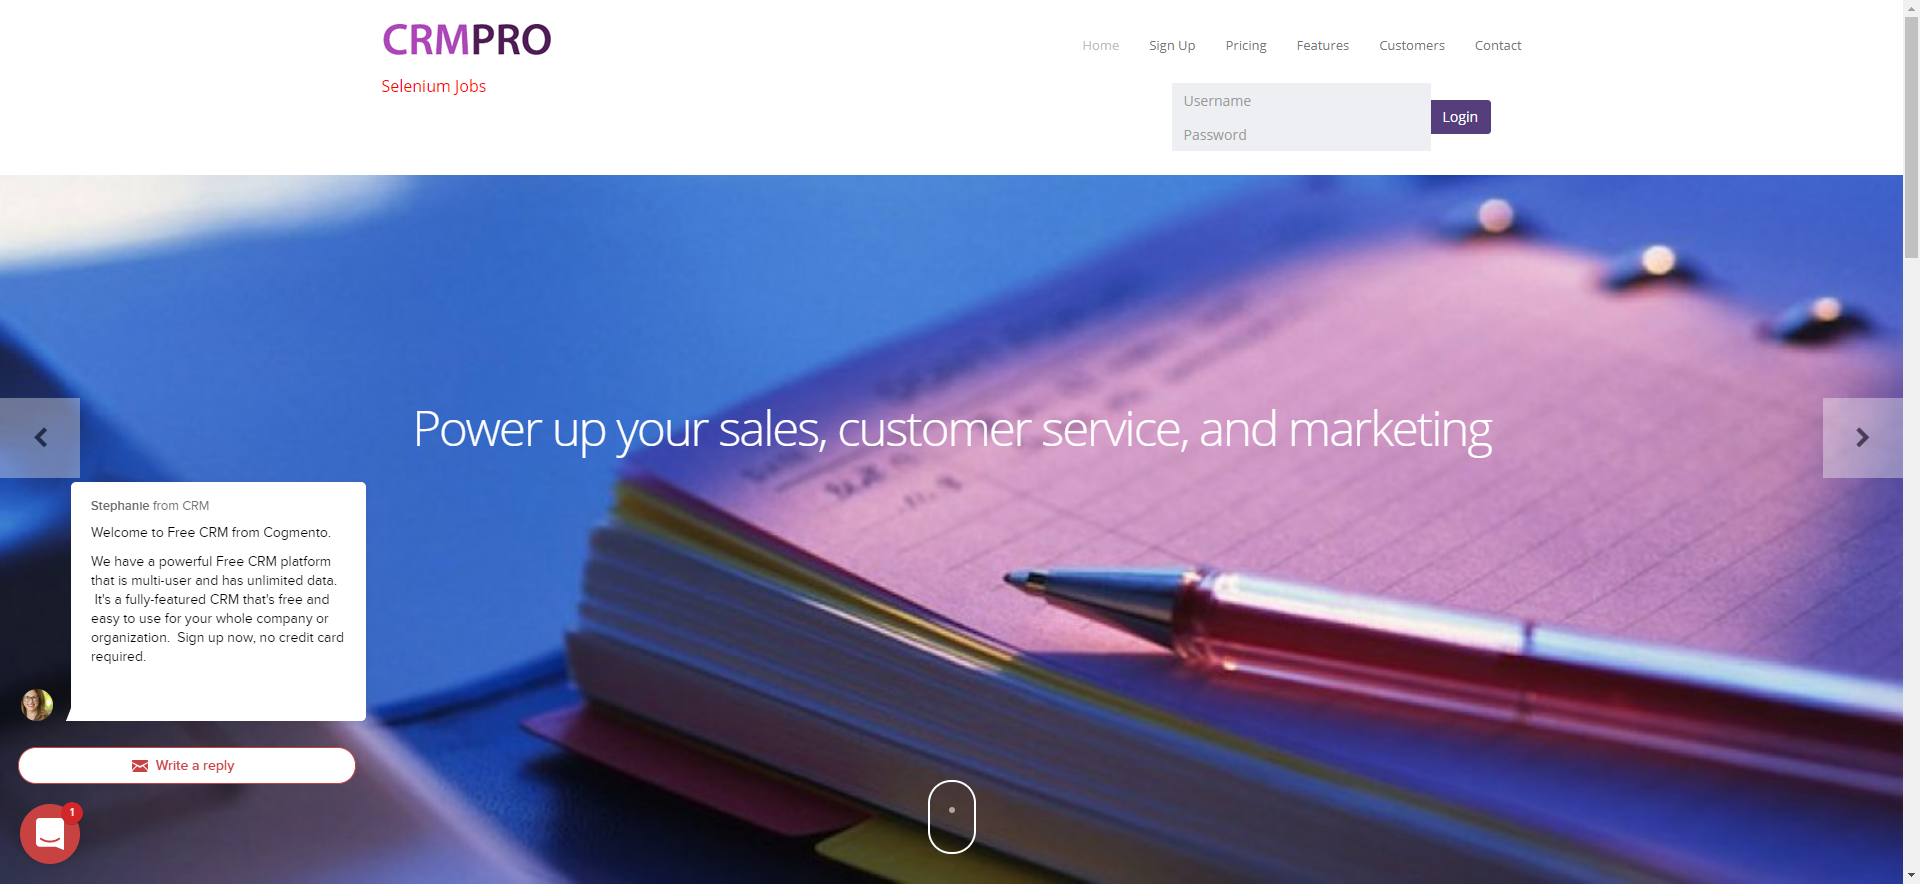 CRMPRO
Home Sign Up Pricing Features Customers Contact
Selenium Jobs
Username
Password
Login
Power up your sales, customer service, and marketing
Stephanie from CRM
Welcome to Free CRM from Cogmento.
We have a powerful Free CRM platform
that is multi-user and has unlimited data.
It's a fully-featured CRM that's free and
easy to use for your whole company or
organization. Sign up now, no credit card
required.
Write a reply
1